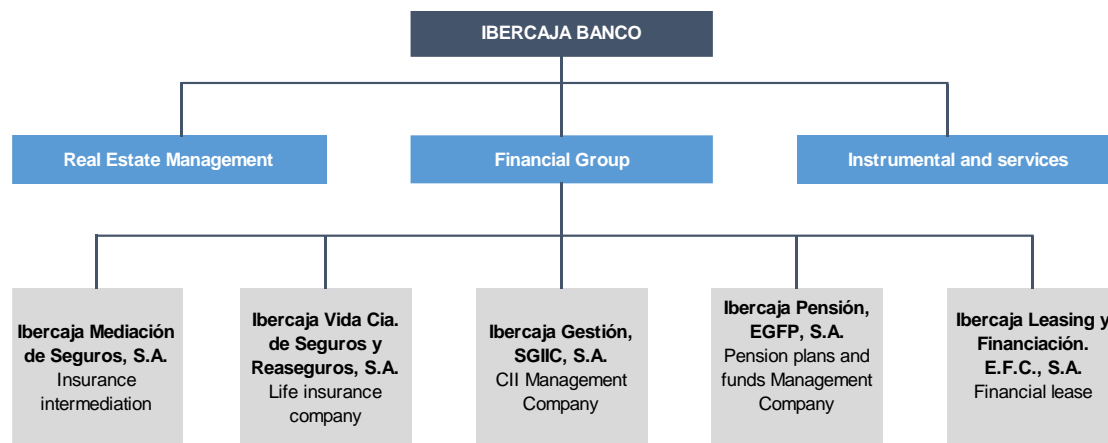 IBERCAJA BANCO
Real Estate Management
Financial Group
Instrumental and services
Ibercaja Mediación
de Seguros, S.A.
Insurance
intermediation
Ibercaja Vida Cia.
de Seguros y
Reaseguros, S.A.
Life insurance
company
Ibercaja Gestión,
SGIIC, S.A.
CII Management
Company
Ibercaja Pensión,
EGFP, S.A.
Pension plans and
funds Management
Company
Ibercaja Leasing y
Financiación.
E.F.C., S.A.
Financial lease